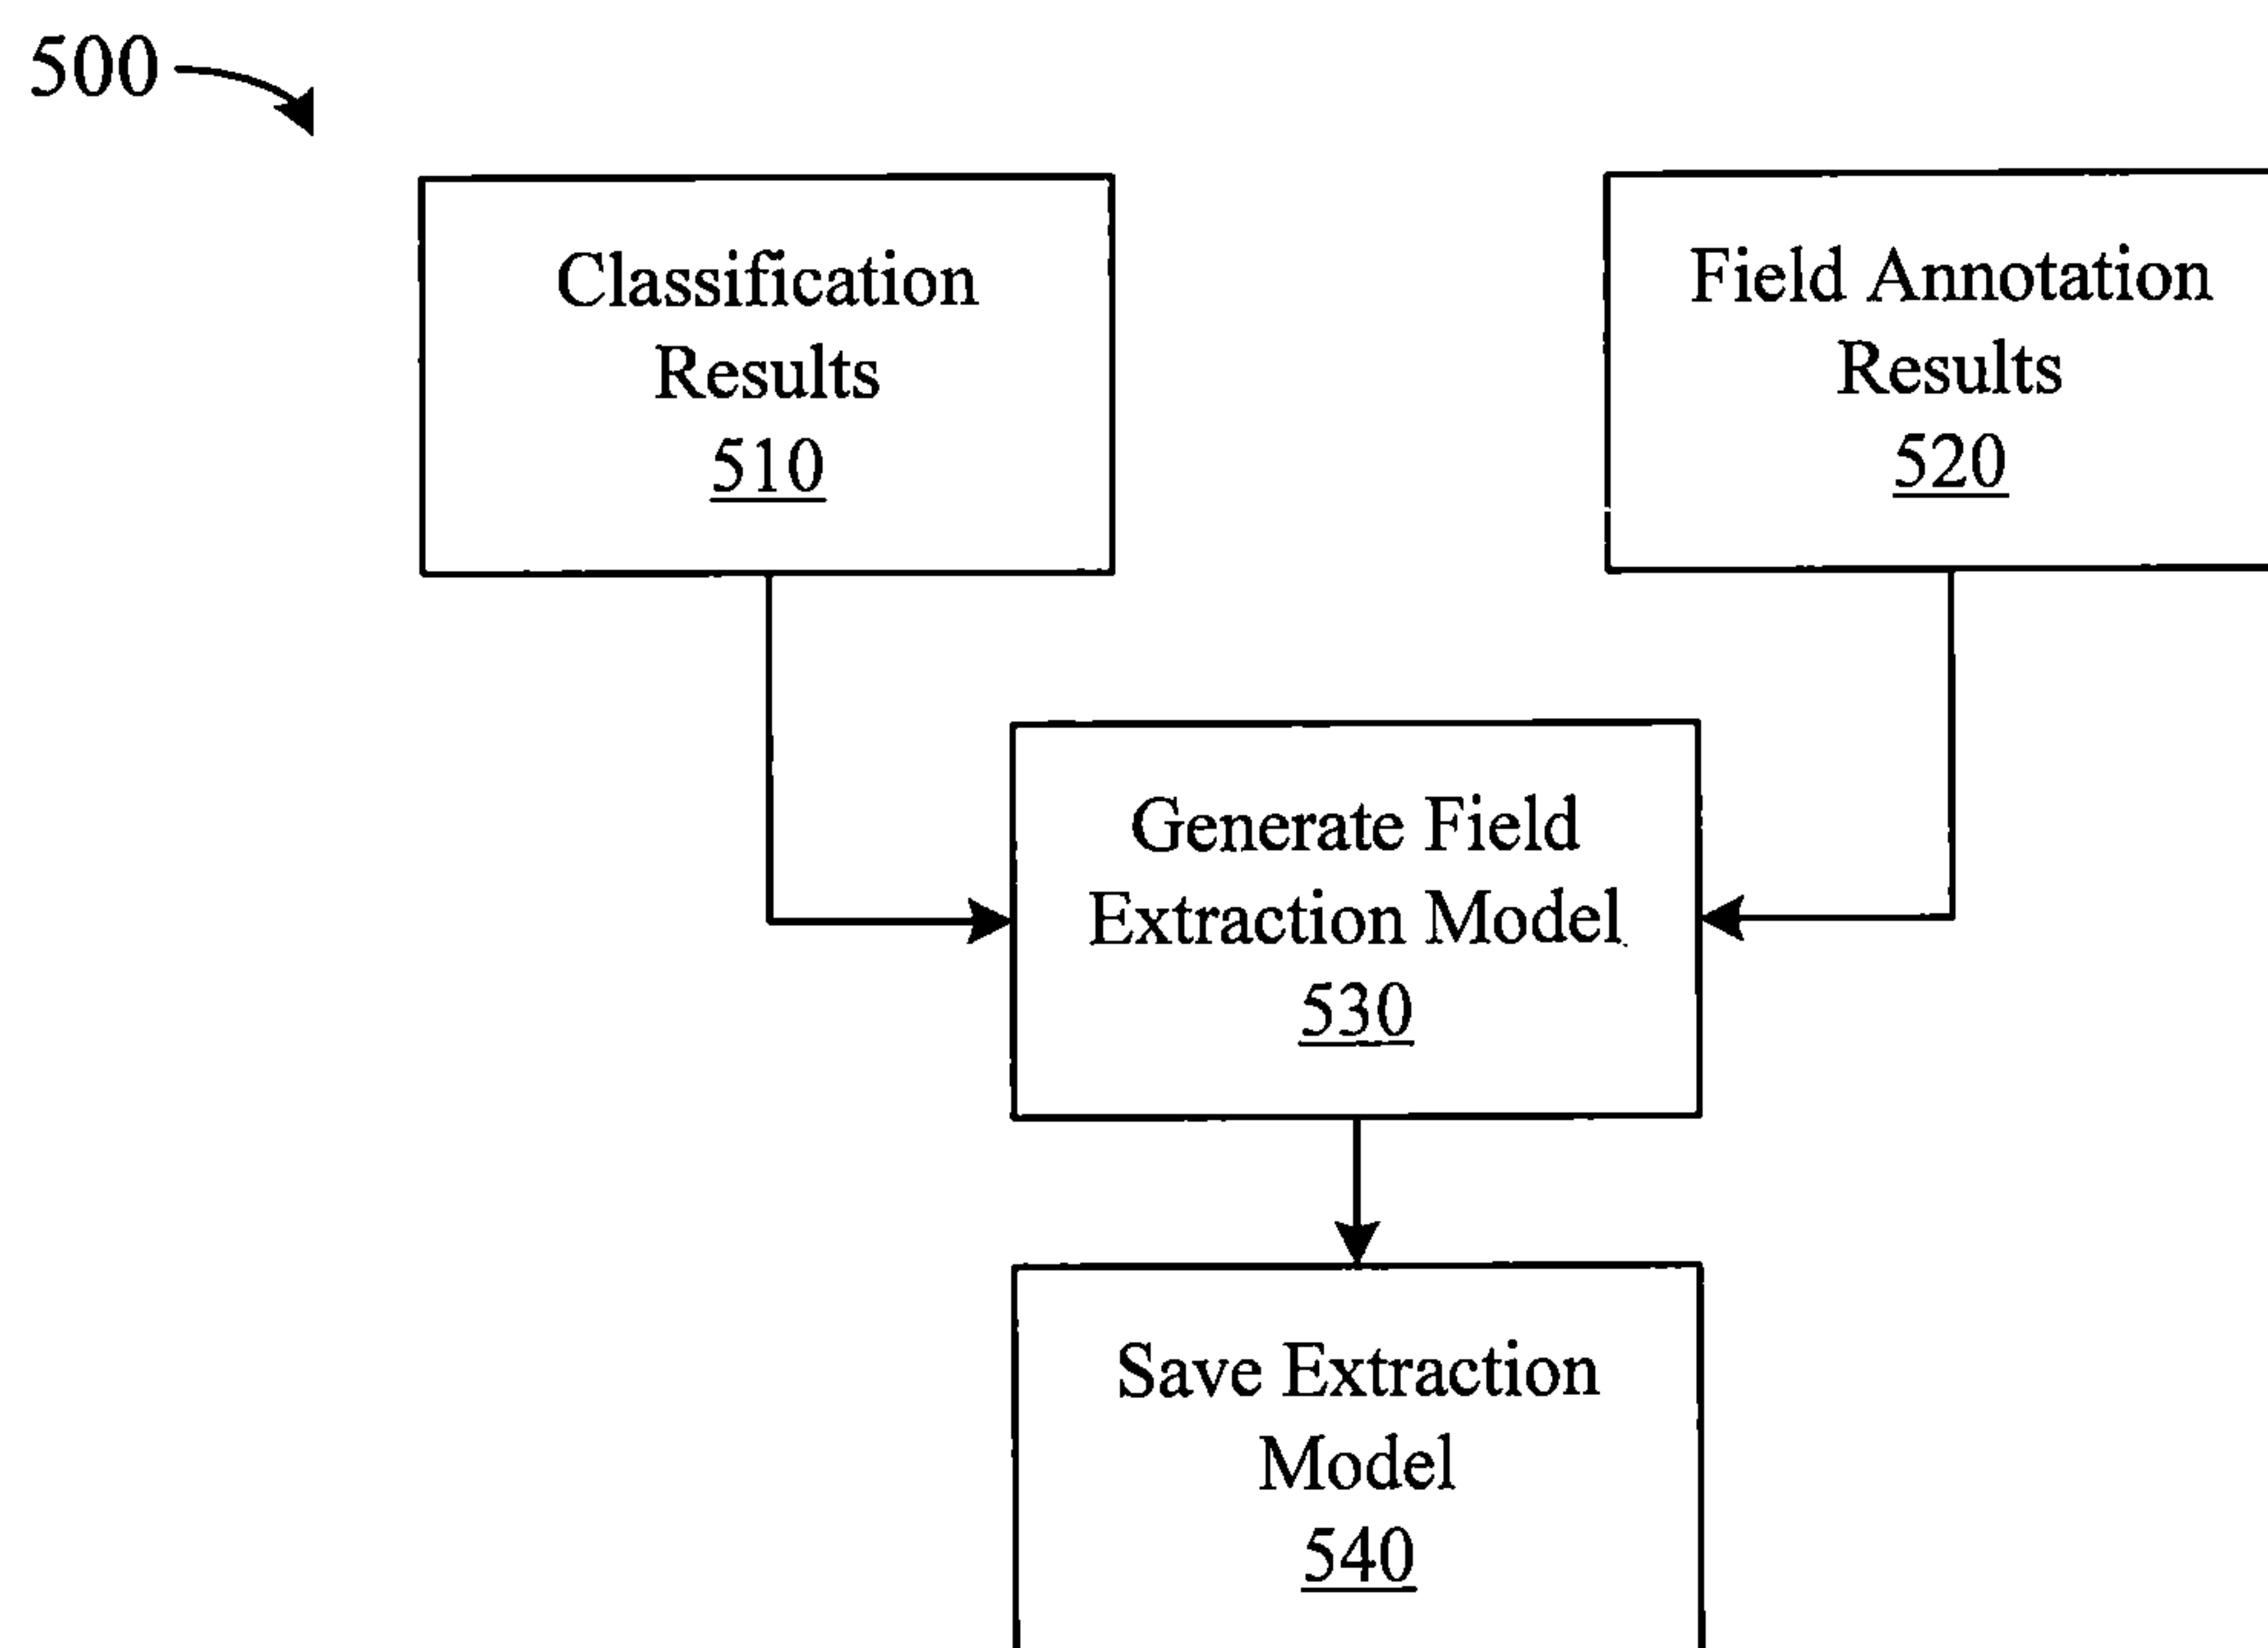 500
Classification
Results
510
Field Annotation
Results
520
Generate Field
Extraction Model
530
Save Extraction
Model
540